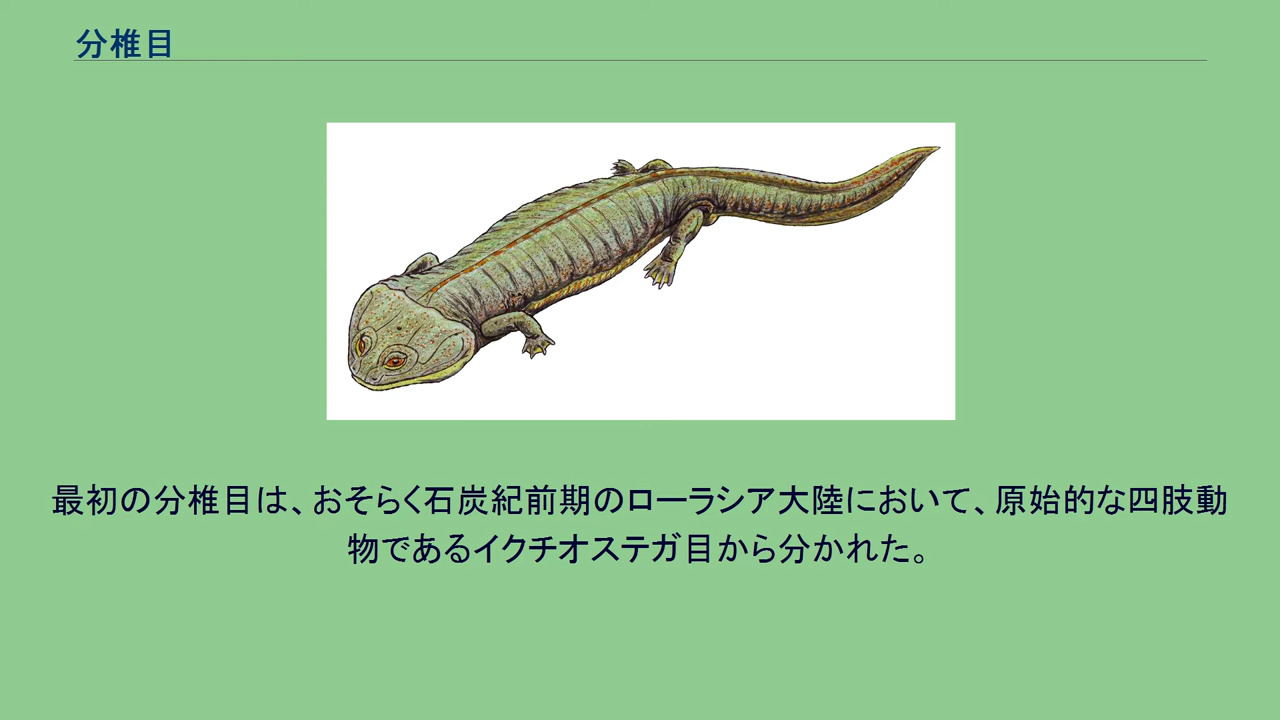 分椎目
最初の分椎目は、おそらく石炭紀前期のローラシア大陸において、原始的な四肢動
物であるイクチオステガ目から分かれた。